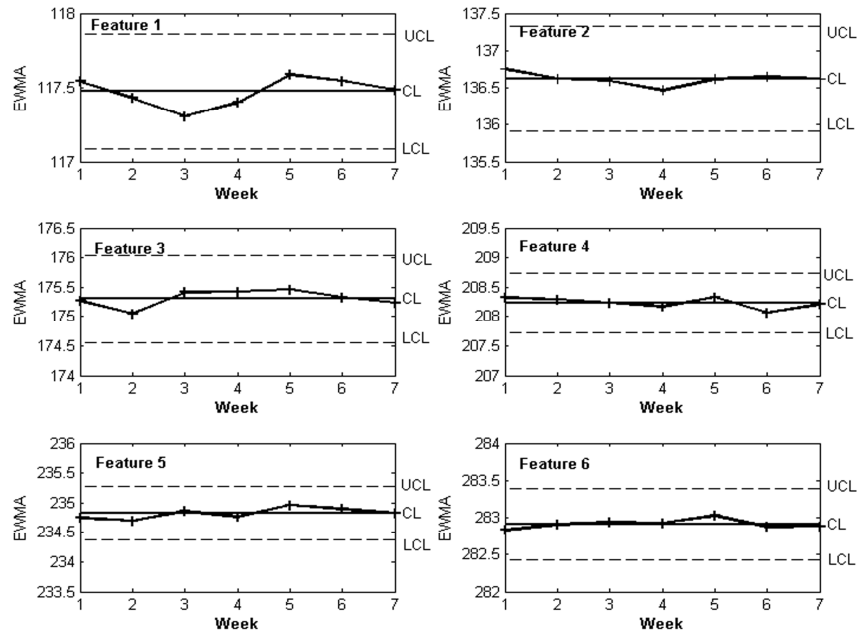 118
Feature 1
UCL
117.5
CL
EWMA
LCL
117
1 2 3 4 5 6 7
Week
137.5
Feature 2
UCL
137
136.5
CL
EWMA
136
LCL
135.5
1 2 3 4 5 6 7
Week
176.5
Feature 3
176
UCL
175.5
CL
EWMA
175
174.5
LCL
174
1 2 3 4 5 6 7
Week
209.5
Feature 4
209
UCL
208.5
CL
EWMA
208
207.5
LCL
207
1 2 3 4 5 6 7
Week
236
Feature 5
235.5
UCL
235
CL
EWMA
234.5
LCL
234
233.5
1 2 3 4 5 6 7
Week
284
Feature 6
283.5
UCL
283
CL
EWMA
282.5
LCL
282
1 2 3 4 5 6 7
Week